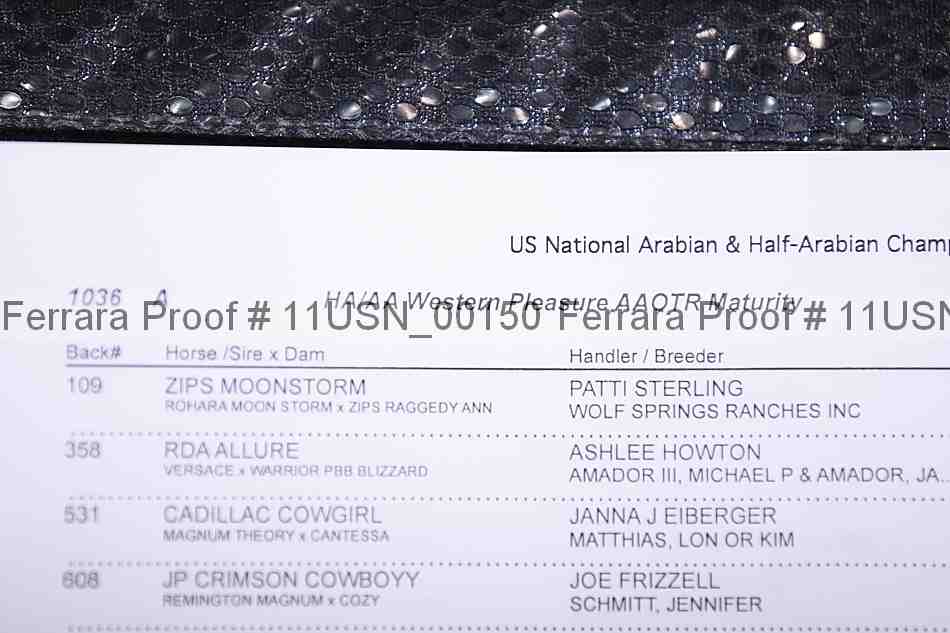 US National Arabian & Half-Arabian Champ
1036 A HA/AA Western Pleasure AAOTR Maturity
Ferrara Proof # 11USN_00150 Ferrara Proof # 11USN
Back# Horse /Sire x Dam Handler / Breeder
109 ZIPS MOONSTORM PATTI STERLING
ROHARA MOON STORM x ZIPS RAGGEDY ANN WOLF SPRINGS RANCHES INC
358 RDA ALLURE ASHLEE HOWTON
VERSACE x WARRIOR PBB BLIZZARD AMADOR III, MICHAEL P & AMADOR, JA..
531 CADILLAC COWGIRL JANNA J EIBERGER
MAGNUM THEORY x CANTESSA MATTHIAS, LON OR KIM
608 JP CRIMSON COWBOYY JOE FRIZZELL
REMINGTON MAGNUM x COZY SCHMITT, JENNIFER